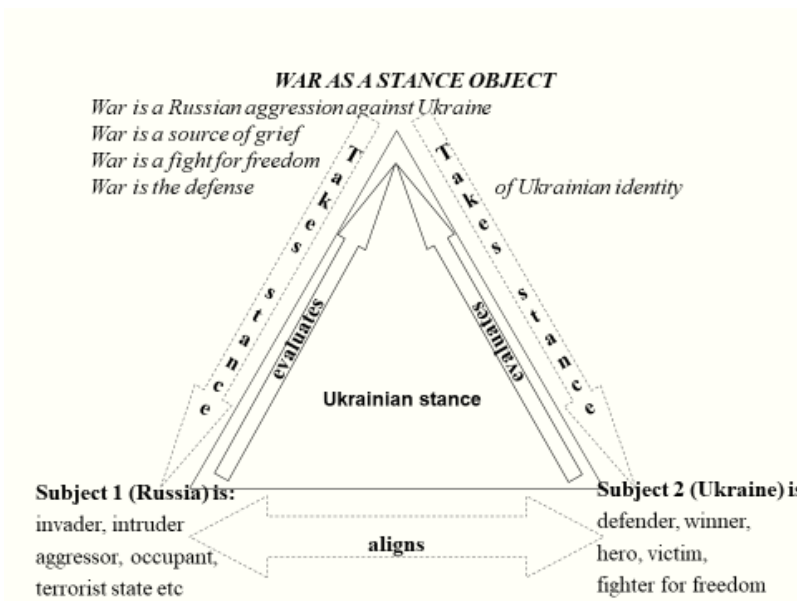 WAR AS A STANCE OBJECT
War is a Russian aggression against Ukraine
War is a source of grief
War is a fight for freedom
War is the defense of Ukrainian identity
Takes stance
Takes stance
evaluates
evaluates
Ukrainian stance
Subject 1 (Russia) is:
invader, intruder
aggressor, occupant,
terrorist state etc
aligns
Subject 2 (Ukraine) is
defender, winner,
hero, victim,
fighter for freedom